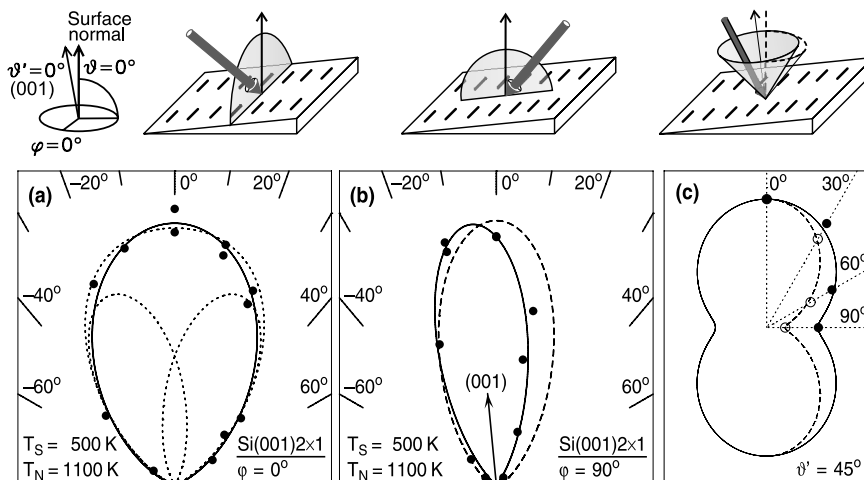 Surface
normal
ϑ'=0° ϑ=0°
(001)
φ=0°
(a) −20° 0° 20°
−40° 40°
−60° 60°
T_S = 500 K Si(001)2×1
T_N = 1100 K φ = 0°
(b) −20° 0° 20°
−40° 40°
−60° (001) 60°
T_S = 500 K Si(001)2×1
T_N = 1100 K φ = 90°
(c) 0° 30°
60°
90°
ϑ' = 45°